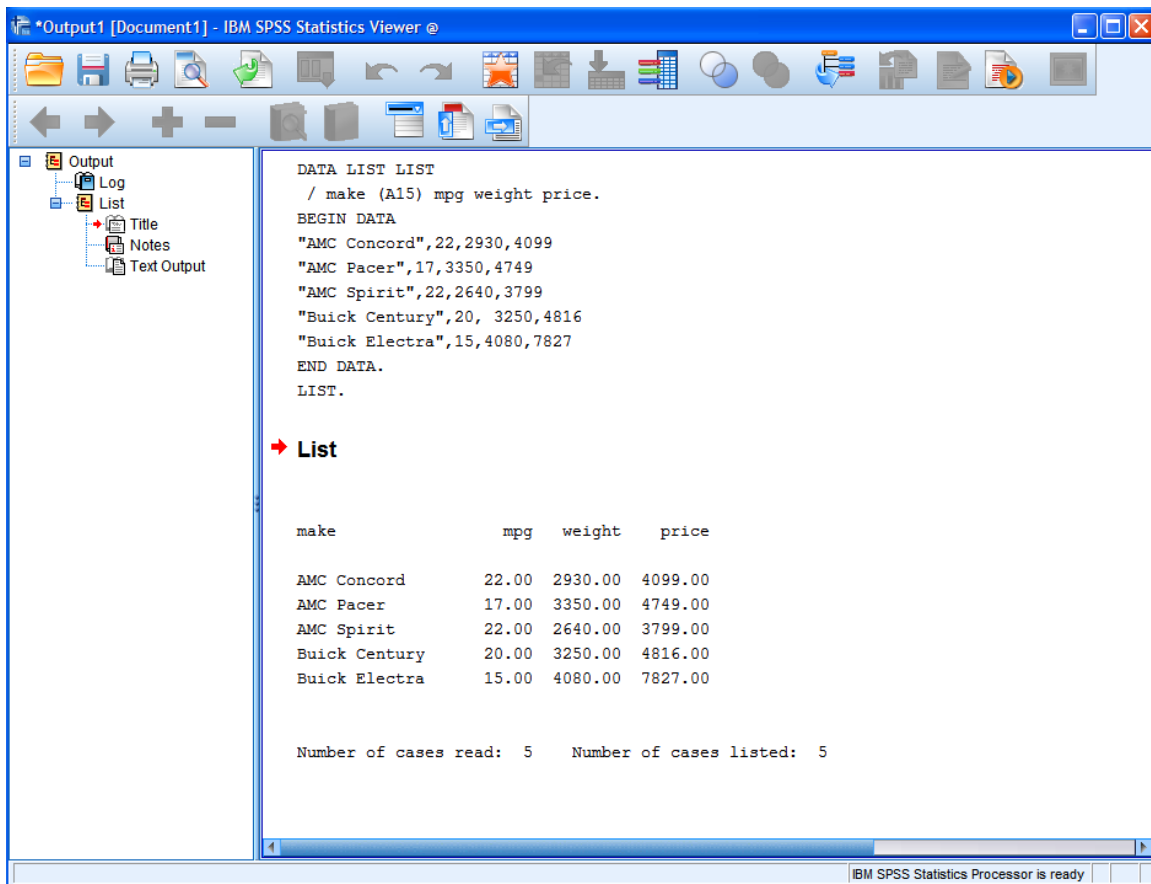 *Output1 [Document1] - IBM SPSS Statistics Viewer @
Output
Log
List
Title
Notes
Text Output
DATA LIST LIST
/ make (A15) mpg weight price.
BEGIN DATA
"AMC Concord",22,2930,4099
"AMC Pacer",17,3350,4749
"AMC Spirit",22,2640,3799
"Buick Century",20, 3250,4816
"Buick Electra",15,4080,7827
END DATA.
LIST.
List
make mpg weight price
AMC Concord 22.00 2930.00 4099.00
AMC Pacer 17.00 3350.00 4749.00
AMC Spirit 22.00 2640.00 3799.00
Buick Century 20.00 3250.00 4816.00
Buick Electra 15.00 4080.00 7827.00
Number of cases read: 5 Number of cases listed: 5
IBM SPSS Statistics Processor is ready